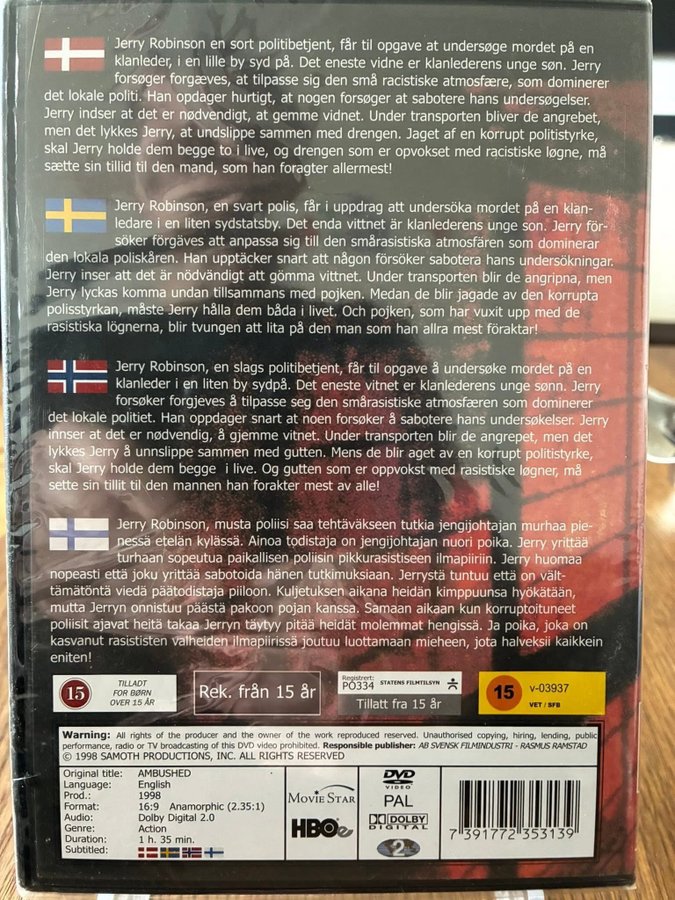 Jerry Robinson en sort politibetjent, får til opgave at undersøge mordet på en
klanleder, i en lille by syd på. Det eneste vidne er klanlederens unge søn. Jerry
forsøger forgæves, at tilpasse sig den små racistiske atmosfære, som dominerer
det lokale politi. Han opdager hurtigt, at nogen forsøger at sabotere hans undersøgelser.
Jerry indser at det er nødvendigt, at gemme vidnet. Under transporten bliver de angrebet,
men det lykkes Jerry, at undslippe sammen med drengen. Jaget af en korrupt politistyrke,
skal Jerry holde dem begge to i live, og drengen som er opvokset med racistiske løgne, må
sætte sin tillid til den mand, som han foragter allermest!
Jerry Robinson, en svart polis, får i uppdrag att undersöka mordet på en klan-
ledare i en liten sydstatsby. Det enda vittnet är klanlederens unge son. Jerry för-
söker förgäves att anpassa sig till den smårasistiska atmosfären som dominerar
den lokala poliskåren. Han upptäcker snart att någon försöker sabotera hans undersökningar.
Jerry inser att det är nödvändigt att gömma vittnet. Under transporten blir de angripna, men
Jerry lyckas komma undan tillsammans med pojken. Medan de blir jagade av den korrupta
polisstyrkan, måste Jerry hålla dem båda i livet. Och pojken, som har vuxit upp med de
rasistiska lögnerna, blir tvungen att lita på den man som han allra mest föraktar!
Jerry Robinson, en slags politibetjent, får til opgave å undersøke mordet på en
klanleder i en liten by sydpå. Det eneste vitnet er klanlederens unge sønn. Jerry
forsøker forgjeves å tilpasse seg den smårasistiske atmosfæren som dominerer
det lokale politiet. Han oppdager snart at noen forsøker å sabotere hans undersøkelser. Jerry
innser at det er nødvendig, å gjemme vitnet. Under transporten blir de angrepet, men det
lykkes Jerry å unnslippe sammen med gutten. Mens de blir aget av en korrupt politistyrke,
skal Jerry holde dem begge i live. Og gutten som er oppvokst med rasistiske løgner, må
sette sin tillit til den mannen som han forakter mest av alle!
Jerry Robinson, musta poliisi saa tehtäväkseen tutkia jengijohtajan murhaa pie-
nessä etelän kylässä. Ainoa todistaja on jengijohtajan nuori poika. Jerry yrittää
turhaan sopeutua paikallisen poliisin pikkurasistiseen ilmapiiriin. Jerry huomaa
nopeasti että joku yrittää sabotoida hänen tutkimuksiaan. Jerrystä tuntuu että on vält-
tämätöntä viedä päätodistaja piiloon. Kuljetuksen aikana heidän kimppuunsa hyökätään,
mutta Jerryn onnistuu päästä pakoon pojan kanssa. Samaan aikaan kun korruptoituneet
poliisit ajavat heitä takaa Jerryn täytyy pitää heidät molemmat hengissä. Ja poika, joka on
kasvanut rasististen valheiden ilmapiirissä joutuu luottamaan mieheen, jota halveksii kaikkein
eniten!
15 TILLADT FOR BØRN OVER 15 ÅR
Rek. från 15 år
Registrert: PO334 STATENS FILMTILSYN
Tillatt fra 15 år
15 v-03937
VET / SFB
Warning: All rights of the producer and the owner of the work reproduced reserved. Unauthorised copying, hiring, lending, public
performance, radio or TV broadcasting of this DVD video prohibited. Responsible publisher: AB SVENSK FILMINDUSTRI - RASMUS RAMSTAD
© 1998 SAMOTH PRODUCTIONS, INC. ALL RIGHTS RESERVED
Original title: AMBUSHED
Language: English
Prod.: 1998
Format: 16:9 Anamorphic (2.35:1)
Audio: Dolby Digital 2.0
Genre: Action
Duration: 1 h. 35 min.
Subtitled:
MOVIE STAR
HBOe
DVD
VIDEO
PAL
DOLBY
DIGITAL
2
7 391772 353139